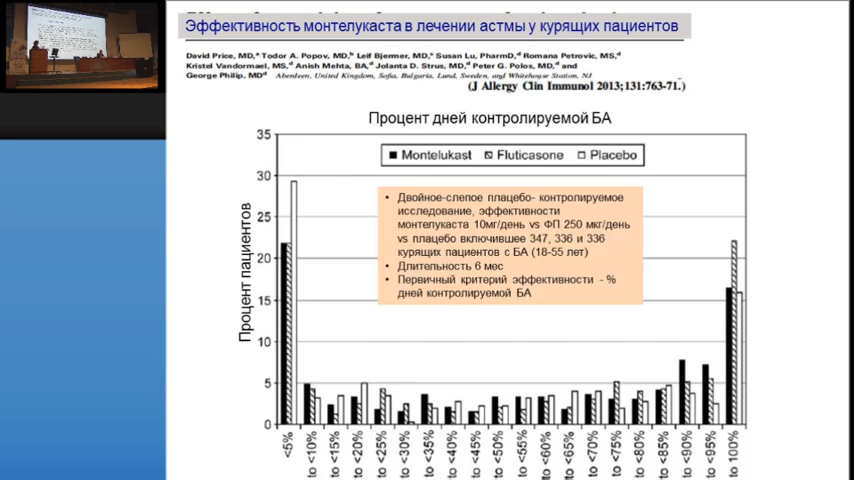 Эффективность монтелукаста в лечении астмы у курящих пациентов
David Price, MD,ᵃ Todor A. Popov, MD,ᵇ Leif Bjermer, MD,ᶜ Susan Lu, PharmD,ᵈ Romana Petrovic, MS,ᵈ
Kristel Vandormael, MS,ᵈ Anish Mehta, BA,ᵈ Jolanta D. Strus, MD,ᵈ Peter G. Polos, MD,ᵈ and
George Philip, MDᵈ Aberdeen, United Kingdom, Sofia, Bulgaria, Lund, Sweden, and Whitehouse Station, NJ
(J Allergy Clin Immunol 2013;131:763-71.)
Процент дней контролируемой БА
Montelukast Fluticasone Placebo
• Двойное-слепое плацебо- контролируемое
исследование, эффективности
монтелукаста 10мг/день vs ФП 250 мкг/день
vs плацебо включившее 347, 336 и 336
курящих пациентов с БА (18-55 лет)
• Длительность 6 мес
• Первичный критерий эффективности - %
дней контролируемой БА
Процент пациентов
35
30
25
20
15
10
5
0
<5%
to <10%
to <15%
to <20%
to <25%
to <30%
to <35%
to <40%
to <45%
to <50%
to <55%
to <60%
to <65%
to <70%
to <75%
to <80%
to <85%
to <90%
to <95%
to 100%